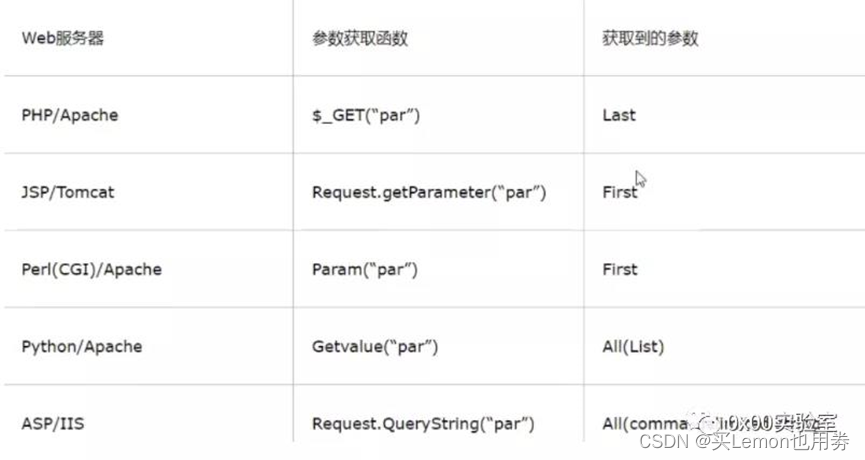 Web服务器 参数获取函数 获取到的参数
PHP/Apache $_GET(“par”) Last
JSP/Tomcat Request.getParameter(“par”) First
Perl(CGI)/Apache Param(“par”) First
Python/Apache Getvalue(“par”) All(List)
ASP/IIS Request.QueryString(“par”) All(comma
0x00实验室
CSDN @买Lemon也用劵